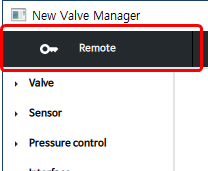 New Valve Manager
Remote
Valve
Sensor
Pressure control